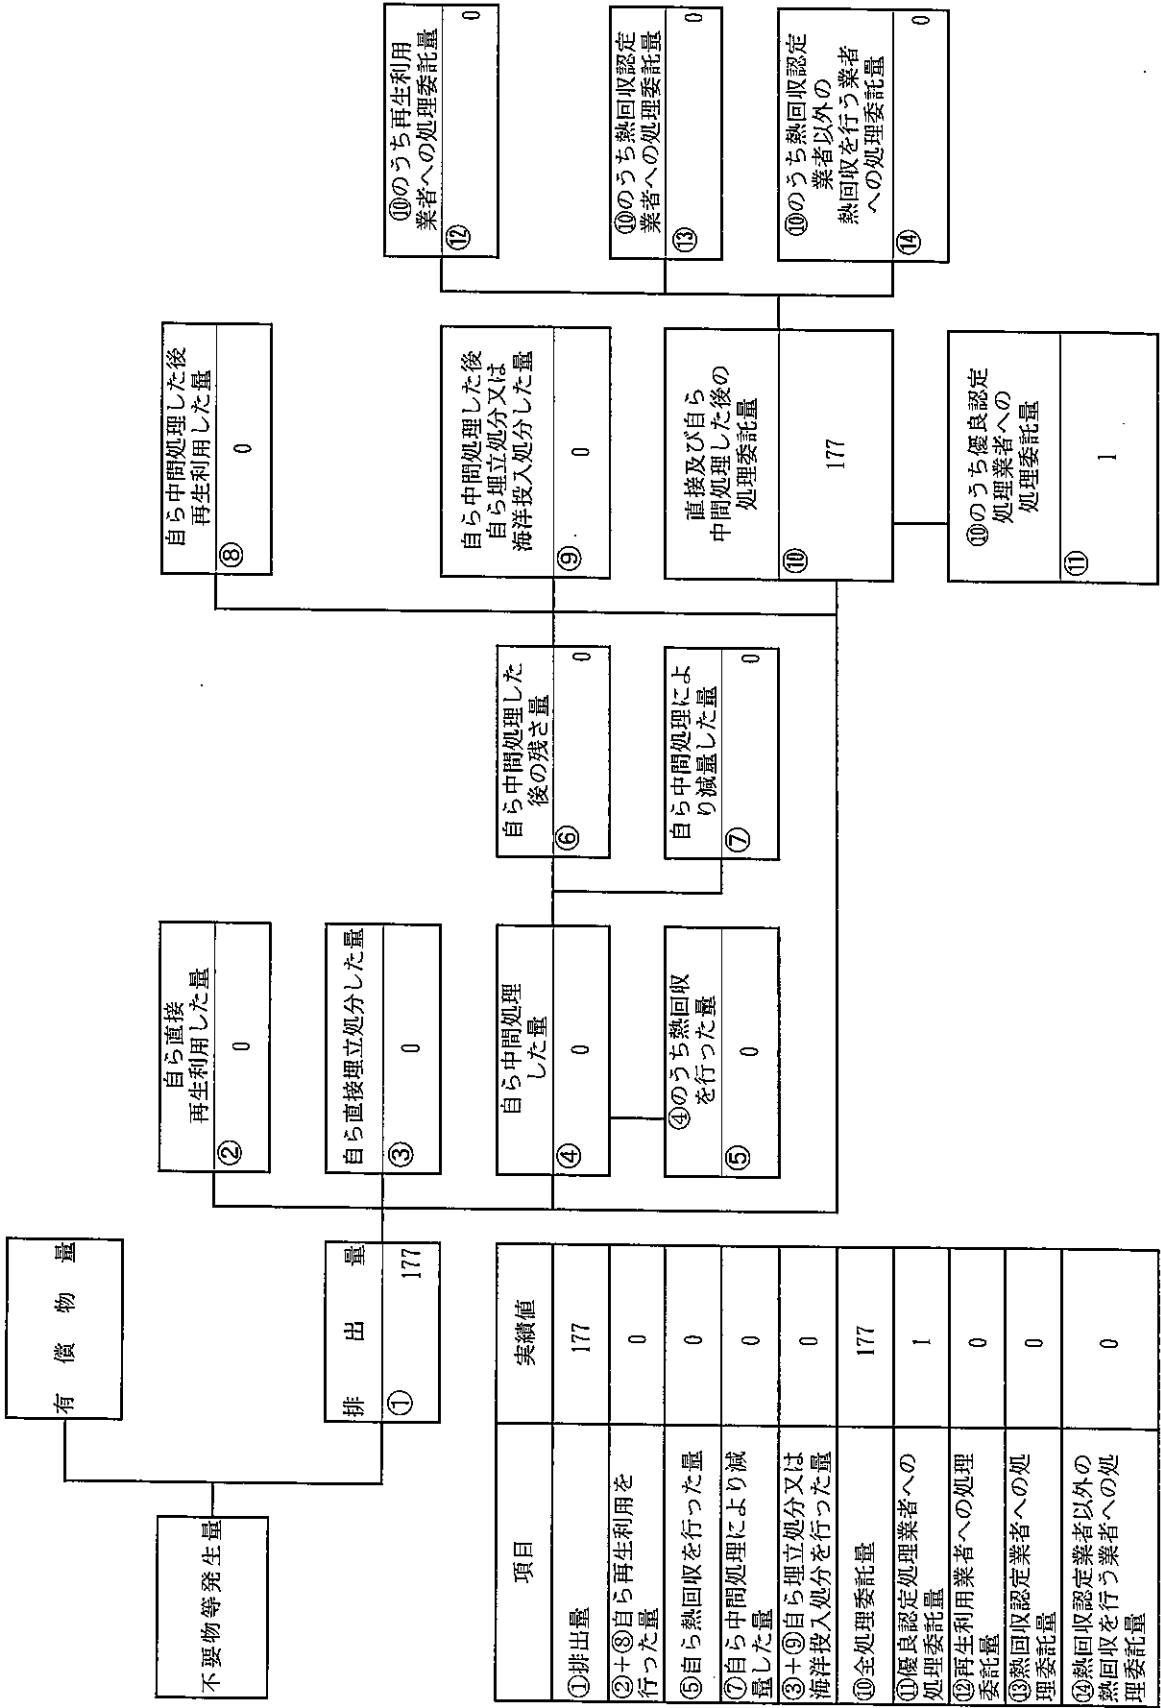 有償物量
不要物等発生量
排出量
① 177
自ら直接
再生利用した量
② 0
自ら直接埋立処分した量
③ 0
自ら中間処理
した量
④ 0
④のうち熱回収
を行った量
⑤ 0
自ら中間処理した
後の残さ量
⑥ 0
自ら中間処理によ
り減量した量
⑦ 0
自ら中間処理した後
再生利用した量
⑧ 0
自ら中間処理した後
自ら埋立処分又は
海洋投入処分した量
⑨ 0
直接及び自ら
中間処理した後の
処理委託量
⑩ 177
⑩のうち優良認定
処理業者への
処理委託量
⑪ 1
⑩のうち再生利用
業者への処理委託量
⑫ 0
⑩のうち熱回収認定
業者への処理委託量
⑬ 0
⑩のうち熱回収認定
業者以外の
熱回収を行う業者
への処理委託量
⑭ 0
項目 実績値
①排出量 177
②+⑧自ら再生利用を
行った量 0
⑤自ら熱回収を行った量 0
⑦自ら中間処理により減
量した量 0
③+⑨自ら埋立処分又は
海洋投入処分を行った量 0
⑩全処理委託量 177
⑪優良認定処理業者への
処理委託量 1
⑫再生利用業者への処理
委託量 0
⑬熱回収認定業者への処
理委託量 0
⑭熱回収認定業者以外の
熱回収を行う業者への処
理委託量 0